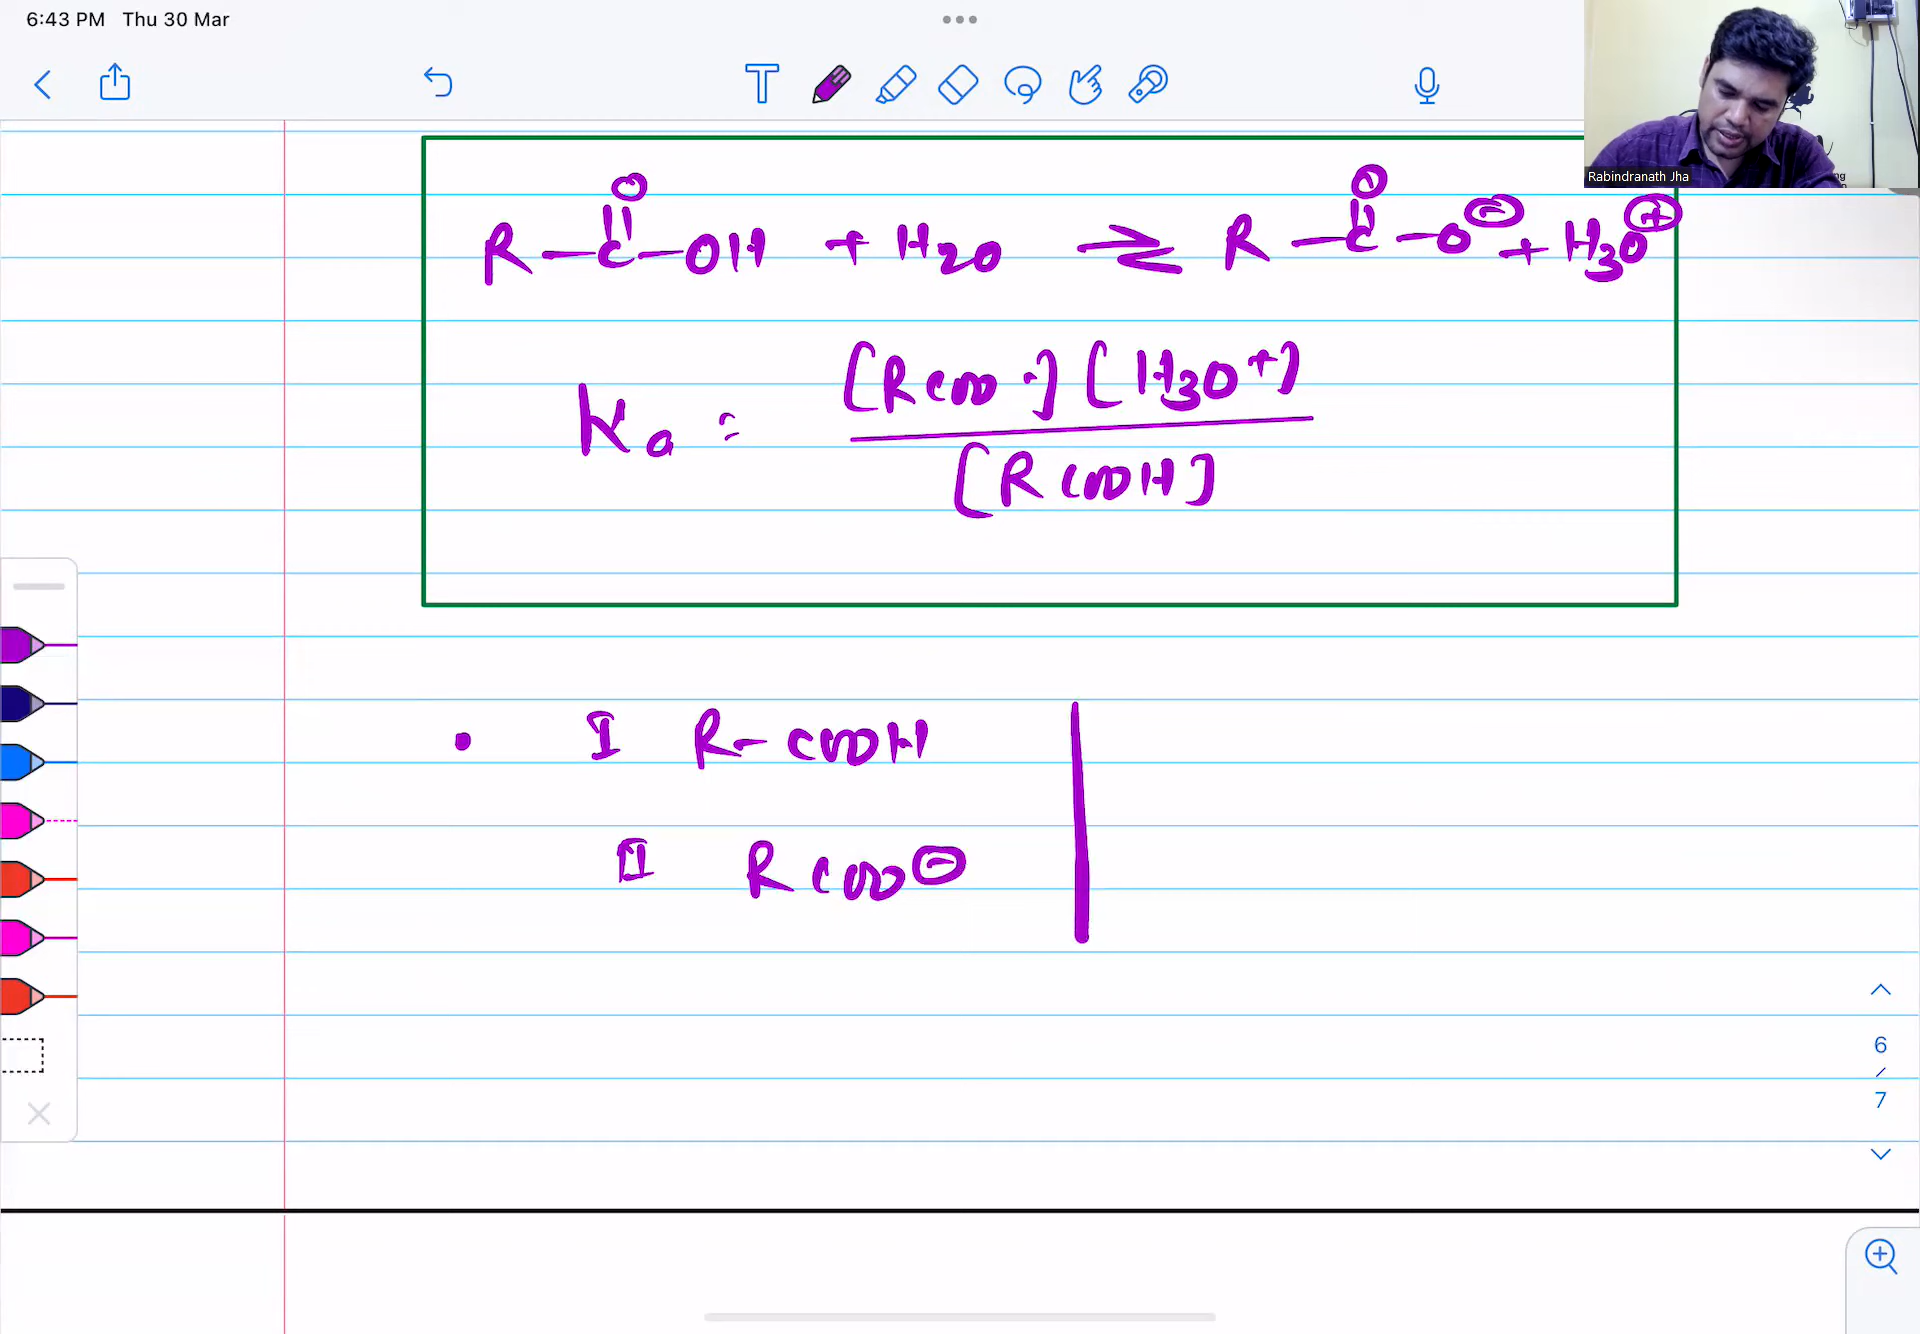 6:43 PM Thu 30 Mar
Rabindranath Jha
O O
R-C-OH + H2O ⇌ R-C-O⊖ + H3O⊕
Ka = [RCOO-] [H3O+]
[RCOOH]
• I R-COOH
II RCOO⊖
6
/
7